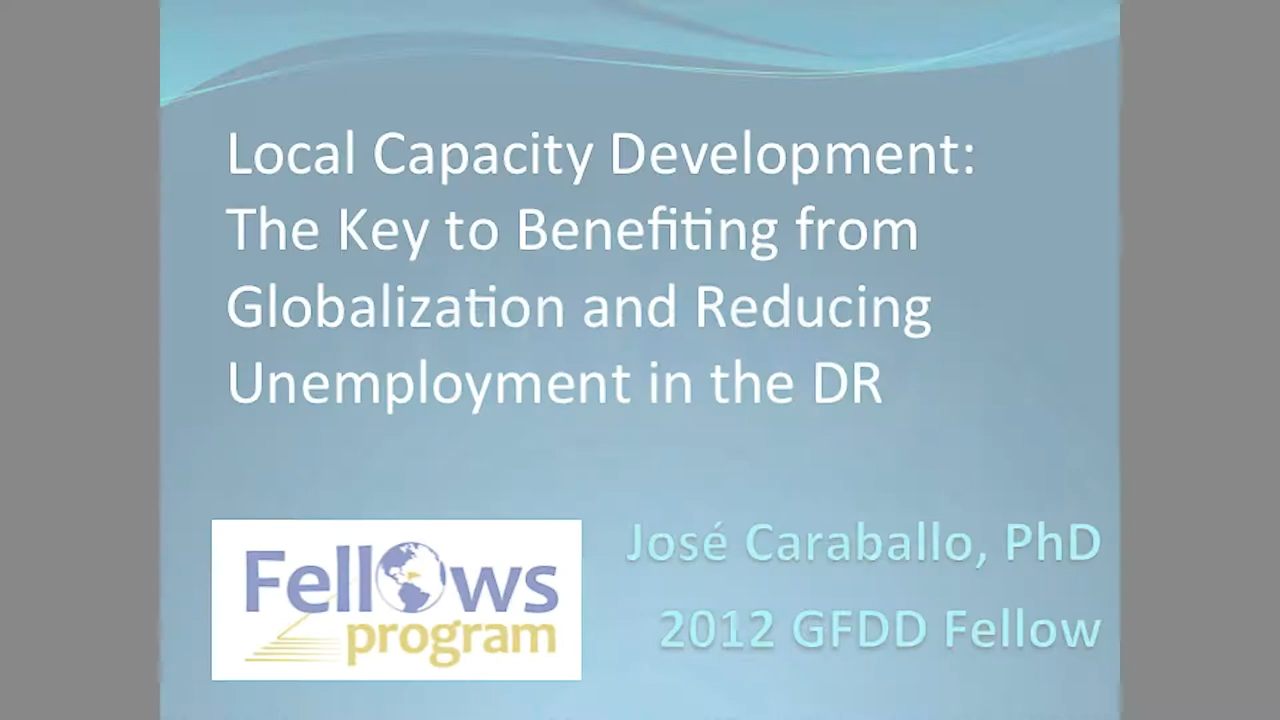 Local Capacity Development:
The Key to Benefiting from
Globalization and Reducing
Unemployment in the DR
José Caraballo, PhD
2012 GFDD Fellow
Fellows
program